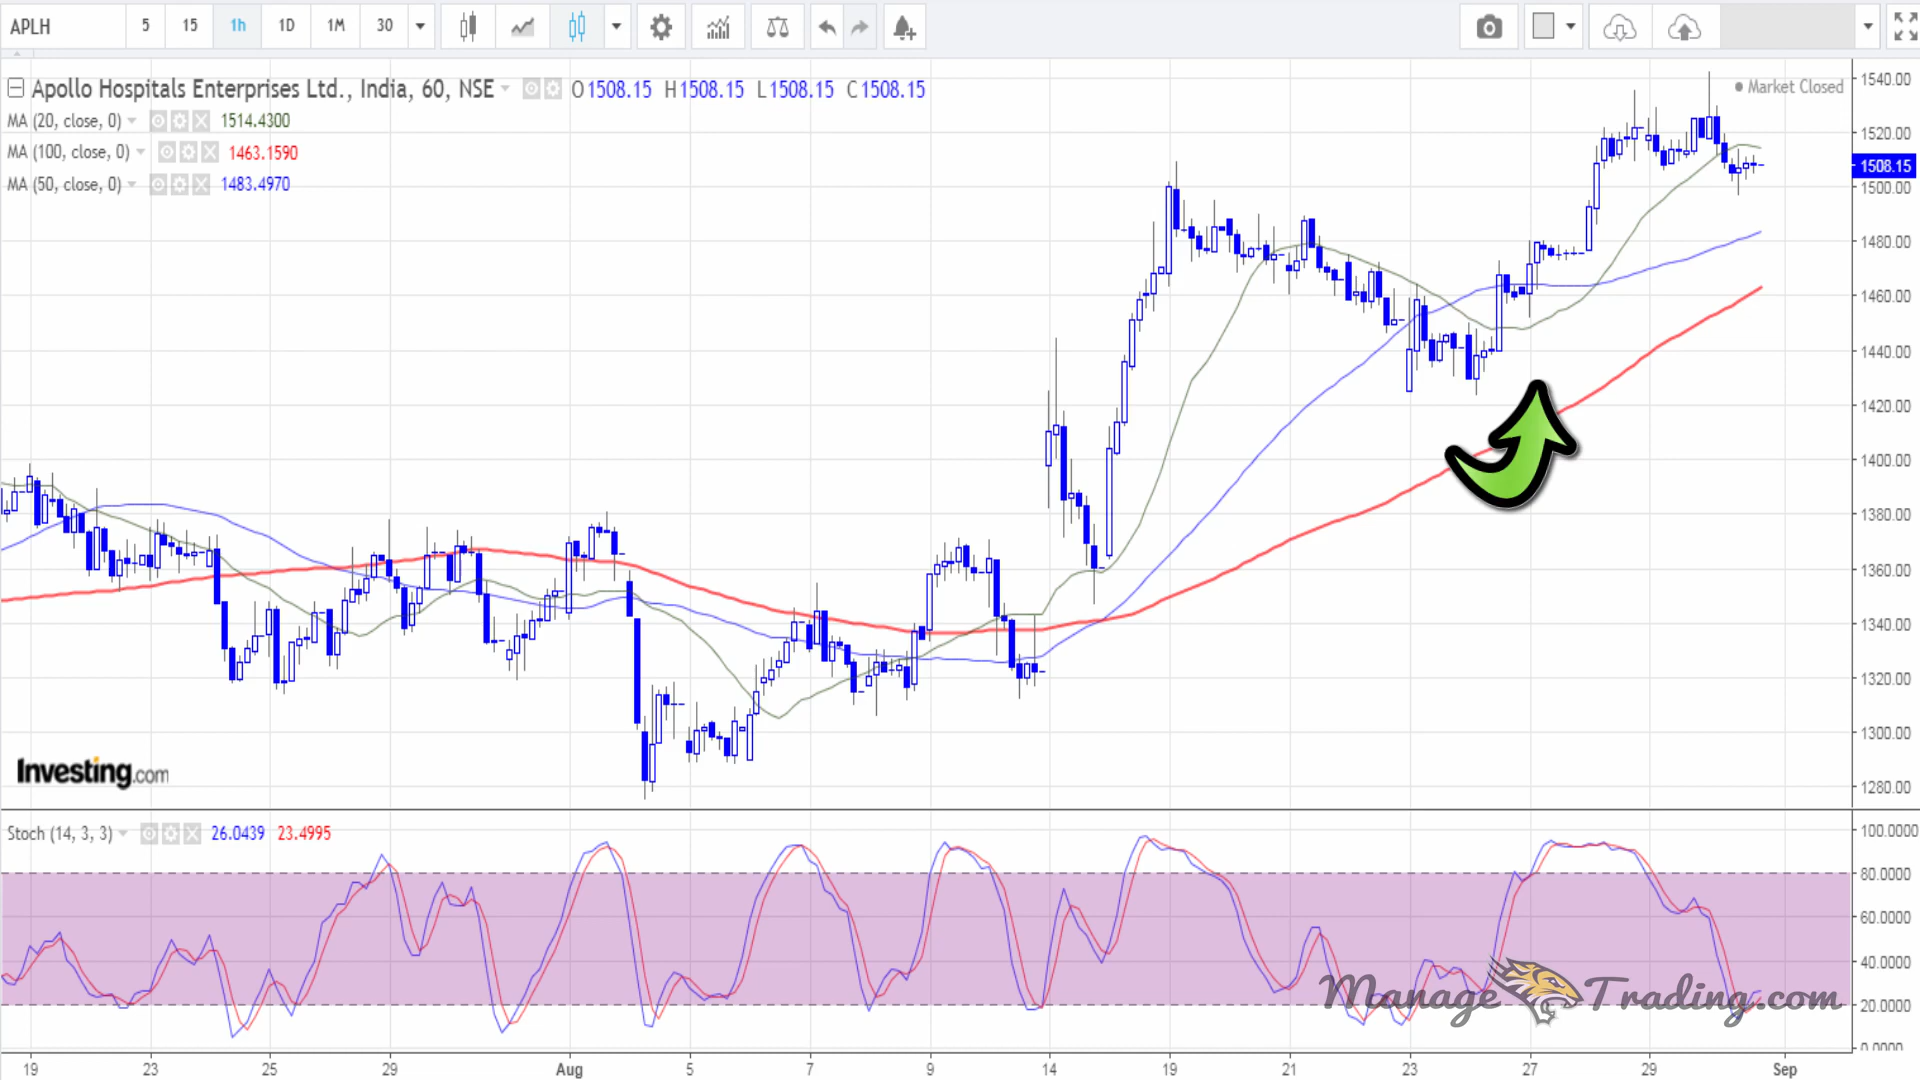 APLH 5 15 1h 1D 1M 30
Apollo Hospitals Enterprises Ltd., India, 60, NSE O 1508.15 H 1508.15 L 1508.15 C 1508.15
Market Closed
MA (20, close, 0) 1514.4300
MA (100, close, 0) 1463.1590
MA (50, close, 0) 1483.4970
1540.00
1520.00
1508.15
1500.00
1480.00
1460.00
1440.00
1420.00
1400.00
1380.00
1360.00
1340.00
1320.00
1300.00
1280.00
Investing.com
Stoch (14, 3, 3) 26.0439 23.4995
100.0000
80.0000
60.0000
40.0000
20.0000
0.0000
Manage Trading.com
19 23 25 29 Aug 5 7 9 14 19 21 23 27 29 Sep